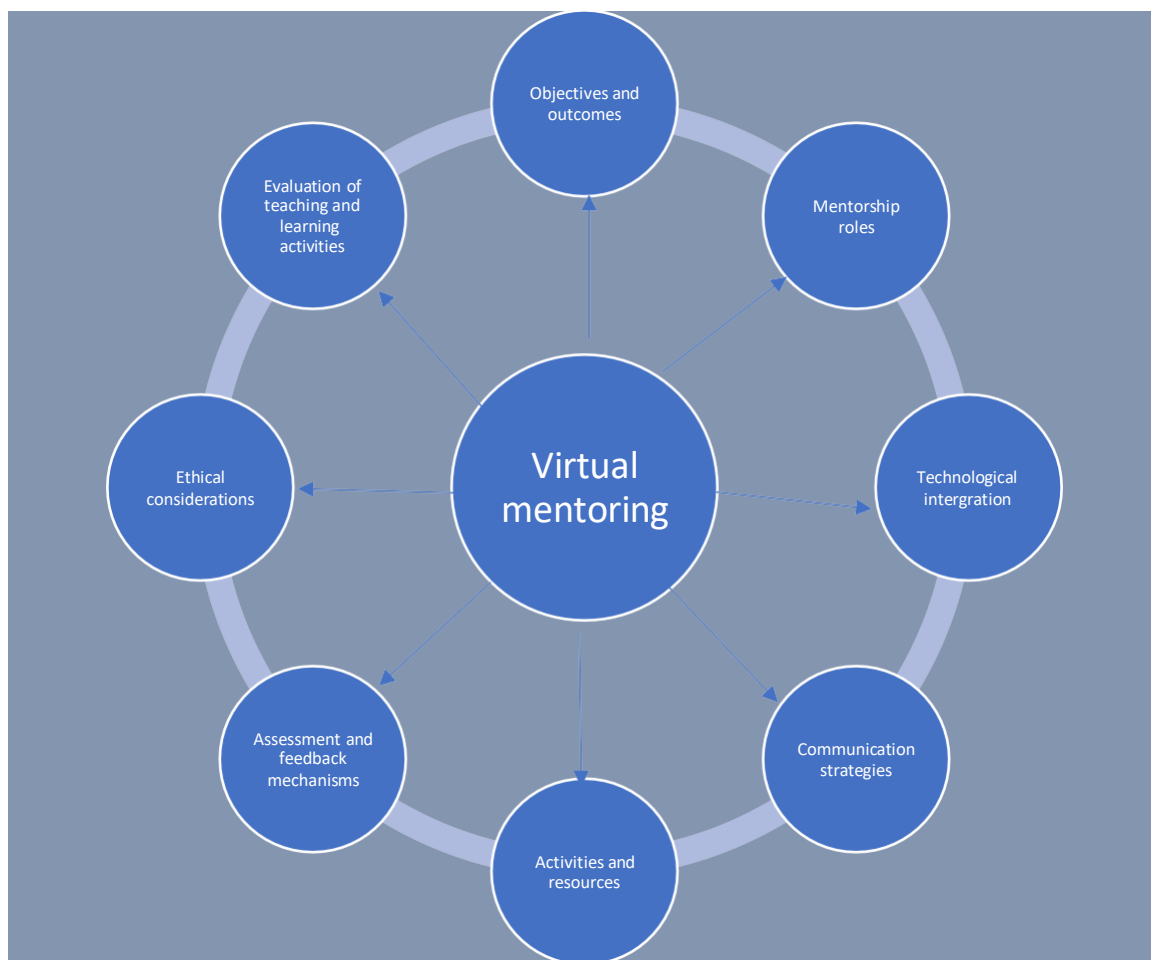 Objectives and
outcomes
Mentorship
roles
Technological
intergration
Communication
strategies
Activities and
resources
Assessment and
feedback
mechanisms
Ethical
considerations
Evaluation of
teaching and
learning
activities
Virtual
mentoring